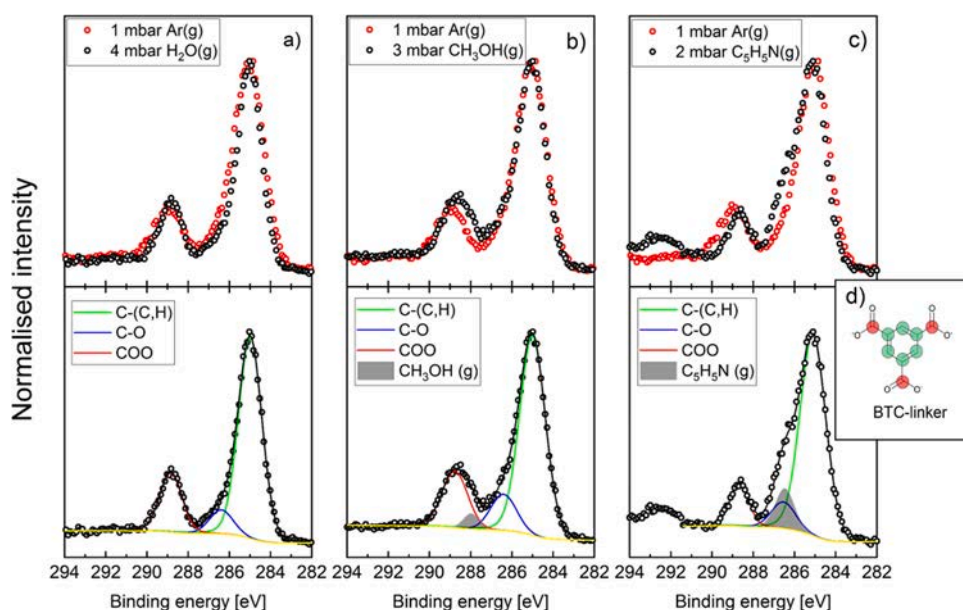 Normalised intensity
1 mbar Ar(g)
4 mbar H₂O(g)
a)
1 mbar Ar(g)
3 mbar CH₃OH(g)
b)
1 mbar Ar(g)
2 mbar C₅H₅N(g)
c)
C-(C,H)
C-O
COO
294 292 290 288 286 284 282
Binding energy [eV]
C-(C,H)
C-O
COO
CH₃OH (g)
294 292 290 288 286 284 282
Binding energy [eV]
C-(C,H)
C-O
COO
C₅H₅N (g)
294 292 290 288 286 284 282
Binding energy [eV]
d)
O O
O⁻ O⁻
O O⁻
BTC-linker